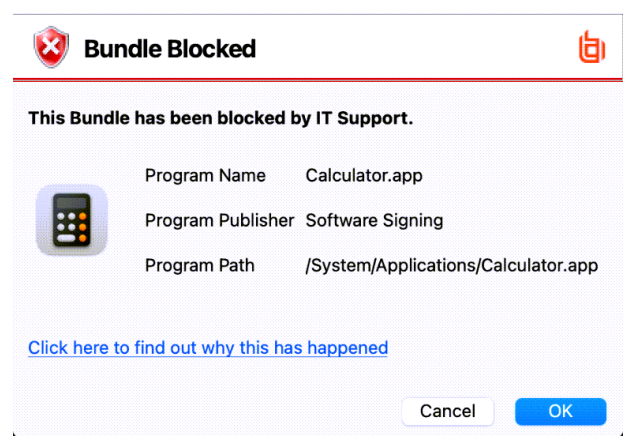 Bundle Blocked
This Bundle has been blocked by IT Support.
Program Name Calculator.app
Program Publisher Software Signing
Program Path /System/Applications/Calculator.app
Click here to find out why this has happened
Cancel OK